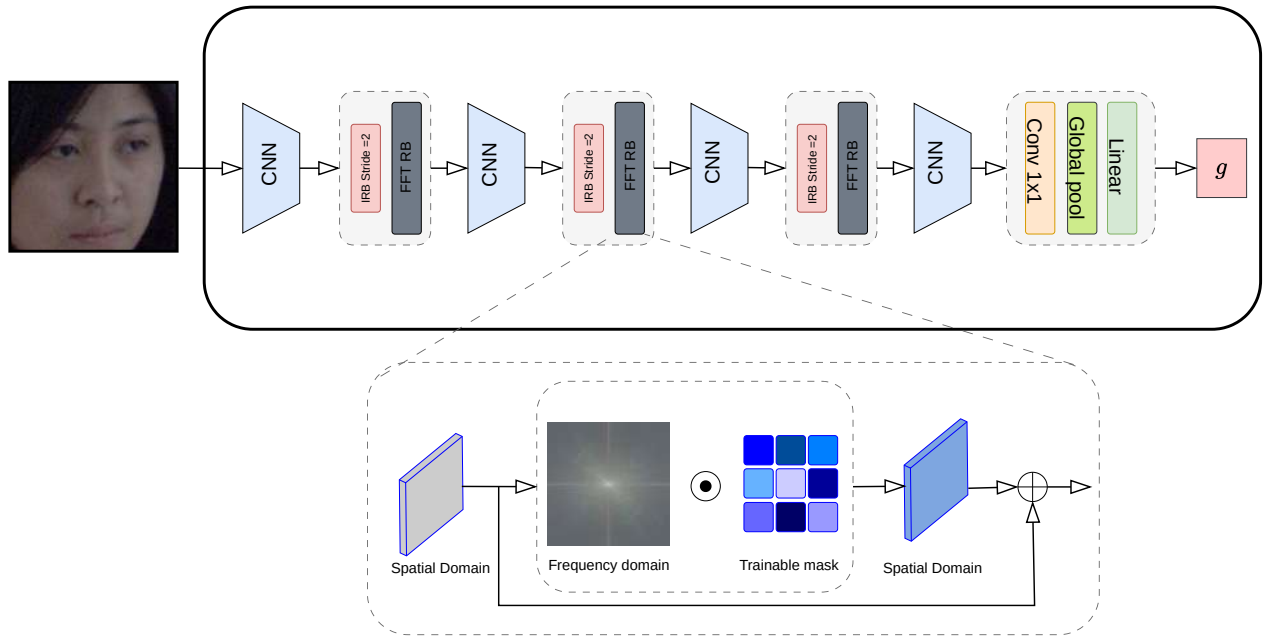 CNN
IRB Stride =2
FFT RB
CNN
IRB Stride =2
FFT RB
CNN
IRB Stride =2
FFT RB
CNN
Conv 1x1
Global pool
Linear
g
Spatial Domain
Frequency domain
Trainable mask
Spatial Domain